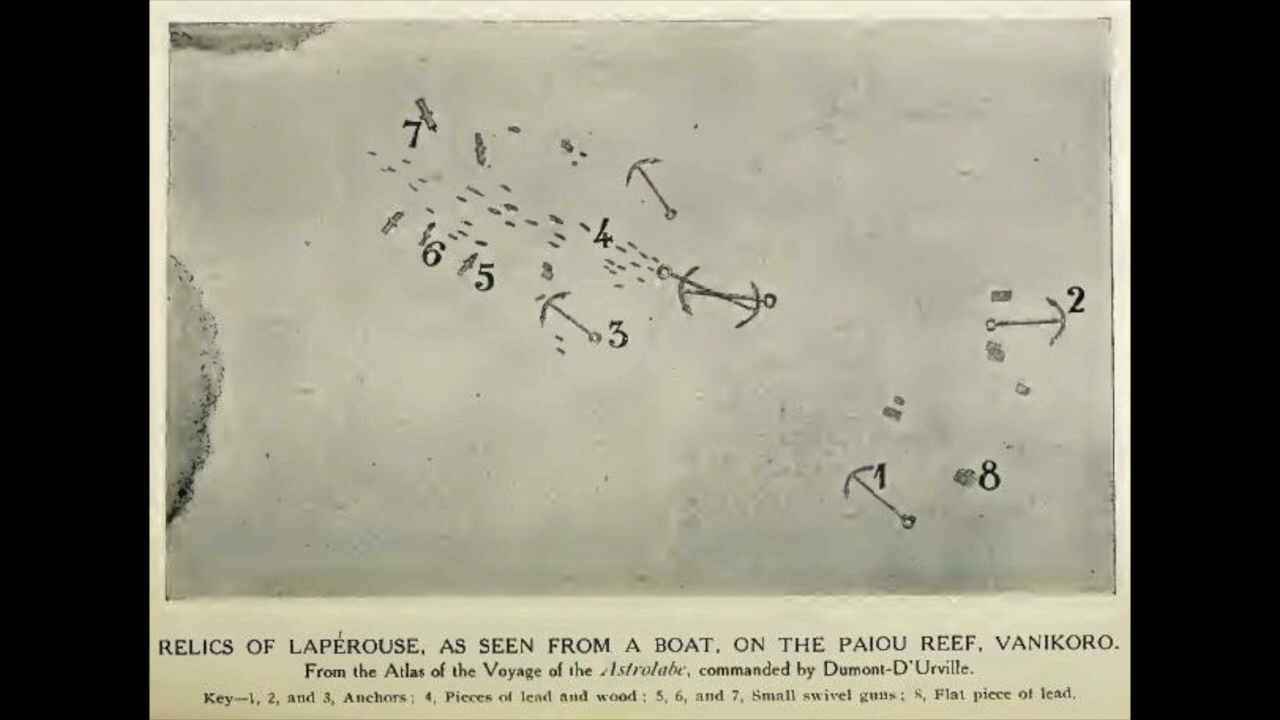 7
4
6
5
3
2
1
8
RELICS OF LAPÉROUSE, AS SEEN FROM A BOAT, ON THE PAIOU REEF, VANIKORO.
From the Atlas of the Voyage of the Astrolabe, commanded by Dumont-D'Urville.
Key—1, 2, and 3, Anchors; 4, Pieces of lead and wood; 5, 6, and 7, Small swivel guns; 8, Flat piece of lead.